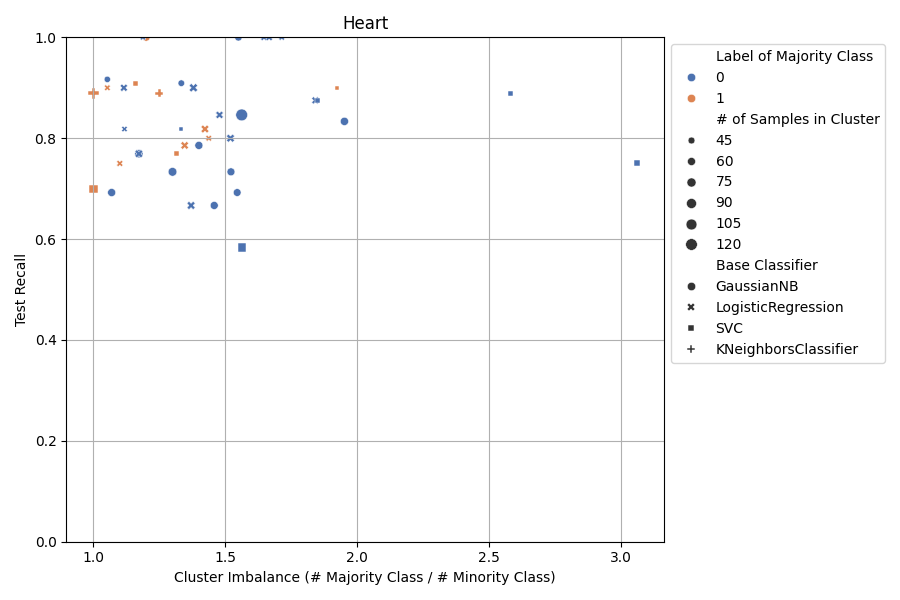 Heart
1.0
0.8
0.6
0.4
0.2
0.0
Test Recall
1.0 1.5 2.0 2.5 3.0
Cluster Imbalance (# Majority Class / # Minority Class)
Label of Majority Class
0
1
# of Samples in Cluster
45
60
75
90
105
120
Base Classifier
GaussianNB
LogisticRegression
SVC
KNeighborsClassifier